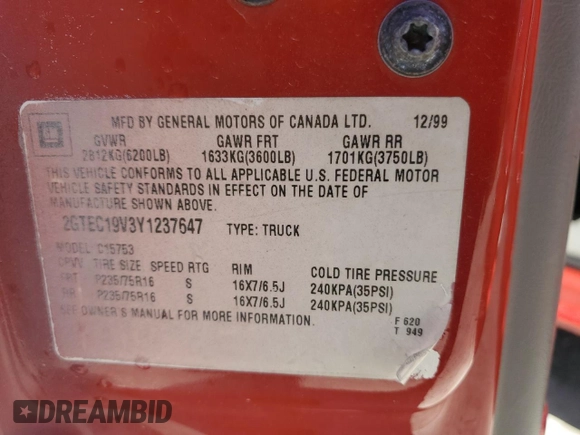 GM
MFD BY GENERAL MOTORS OF CANADA LTD. 12/99
GVWR GAWR FRT GAWR RR
2812KG(6200LB) 1633KG(3600LB) 1701KG(3750LB)
THIS VEHICLE CONFORMS TO ALL APPLICABLE U.S. FEDERAL MOTOR
VEHICLE SAFETY STANDARDS IN EFFECT ON THE DATE OF
MANUFACTURE SHOWN ABOVE.
2GTEC19V3Y1237647 TYPE: TRUCK
MODEL: C15753
TIRE SIZE SPEED RTG RIM COLD TIRE PRESSURE
FRT P235/75R16 S 16X7/6.5J 240KPA(35PSI)
RR P235/75R16 S 16X7/6.5J 240KPA(35PSI)
SEE OWNER'S MANUAL FOR MORE INFORMATION.
F 620
T 949
DREAMBID